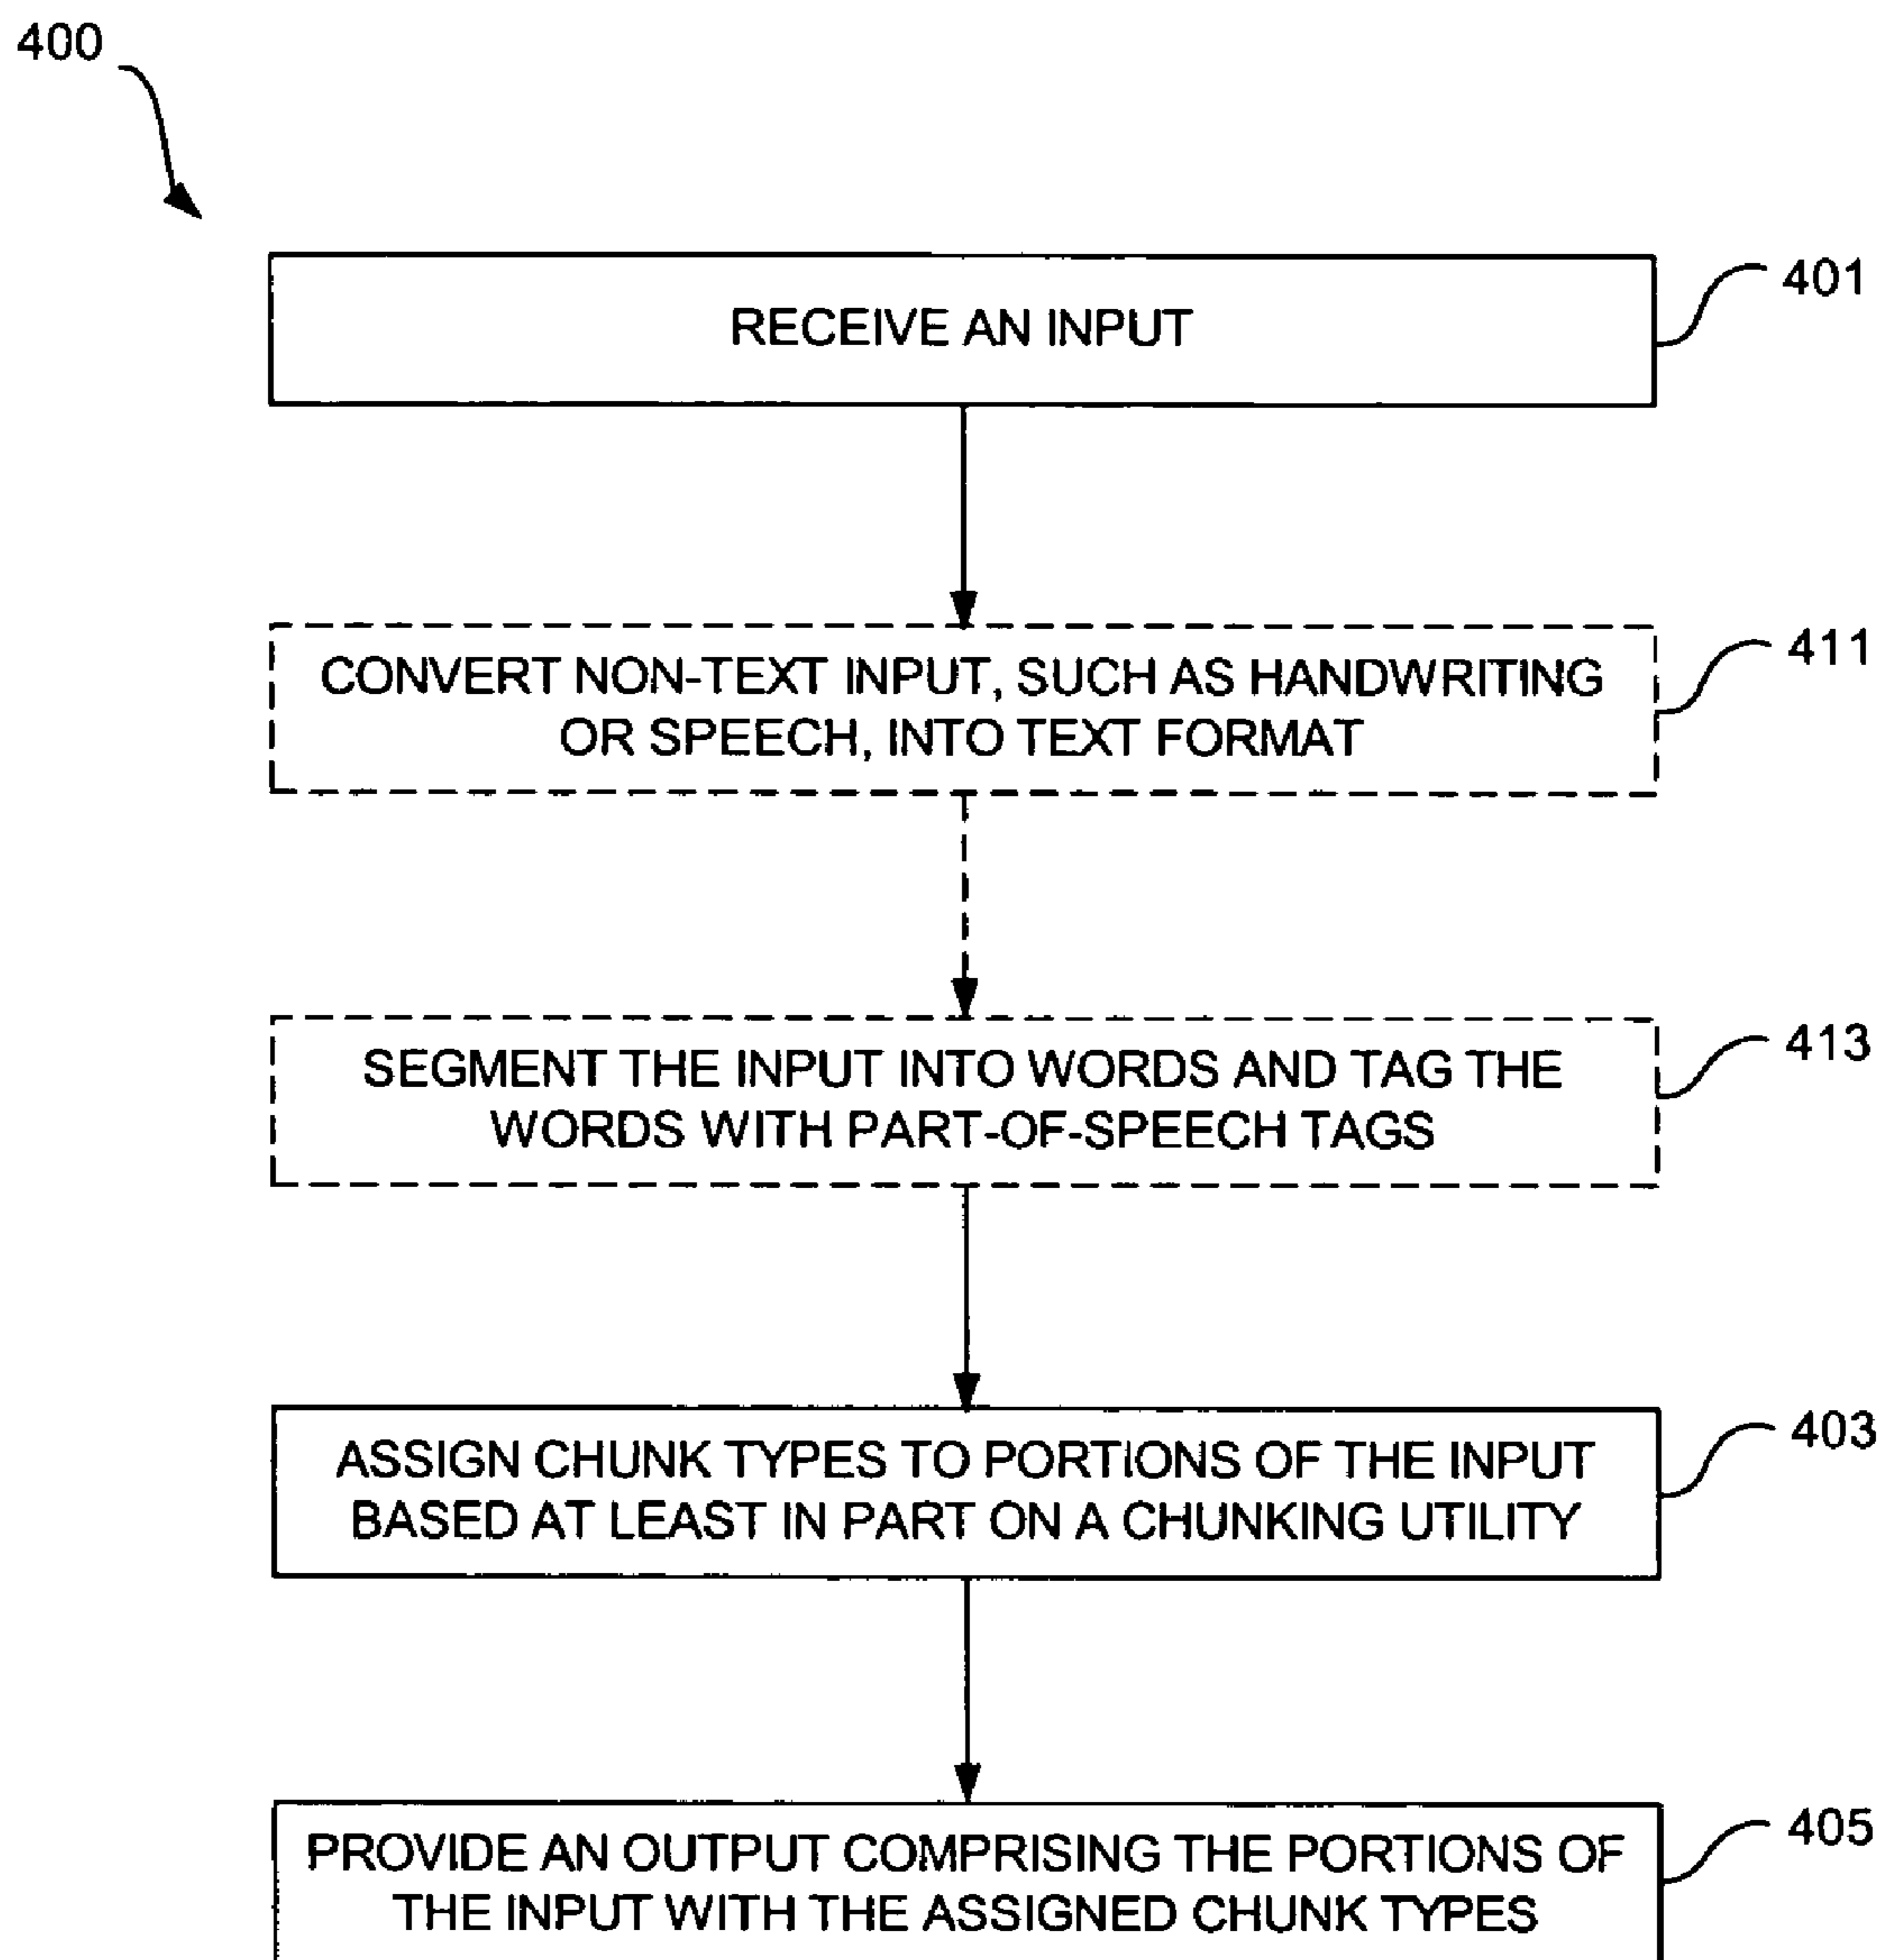 400
RECEIVE AN INPUT
401
CONVERT NON-TEXT INPUT, SUCH AS HANDWRITING
OR SPEECH, INTO TEXT FORMAT
411
SEGMENT THE INPUT INTO WORDS AND TAG THE
WORDS WITH PART-OF-SPEECH TAGS
413
ASSIGN CHUNK TYPES TO PORTIONS OF THE INPUT
BASED AT LEAST IN PART ON A CHUNKING UTILITY
403
PROVIDE AN OUTPUT COMPRISING THE PORTIONS OF
THE INPUT WITH THE ASSIGNED CHUNK TYPES
405